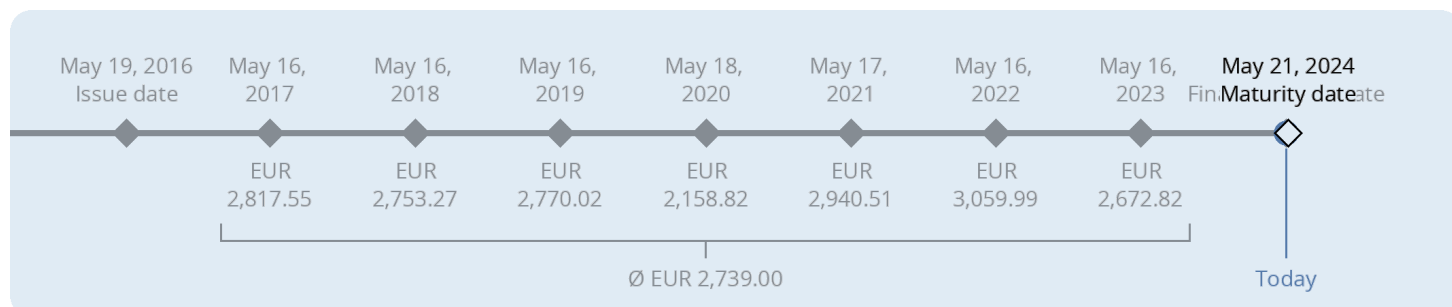 May 19, 2016
Issue date
May 16,
2017
May 16,
2018
May 16,
2019
May 18,
2020
May 17,
2021
May 16,
2022
May 16,
2023
May 21, 2024
Maturity date
EUR
2,817.55
EUR
2,753.27
EUR
2,770.02
EUR
2,158.82
EUR
2,940.51
EUR
3,059.99
EUR
2,672.82
Ø EUR 2,739.00
Today